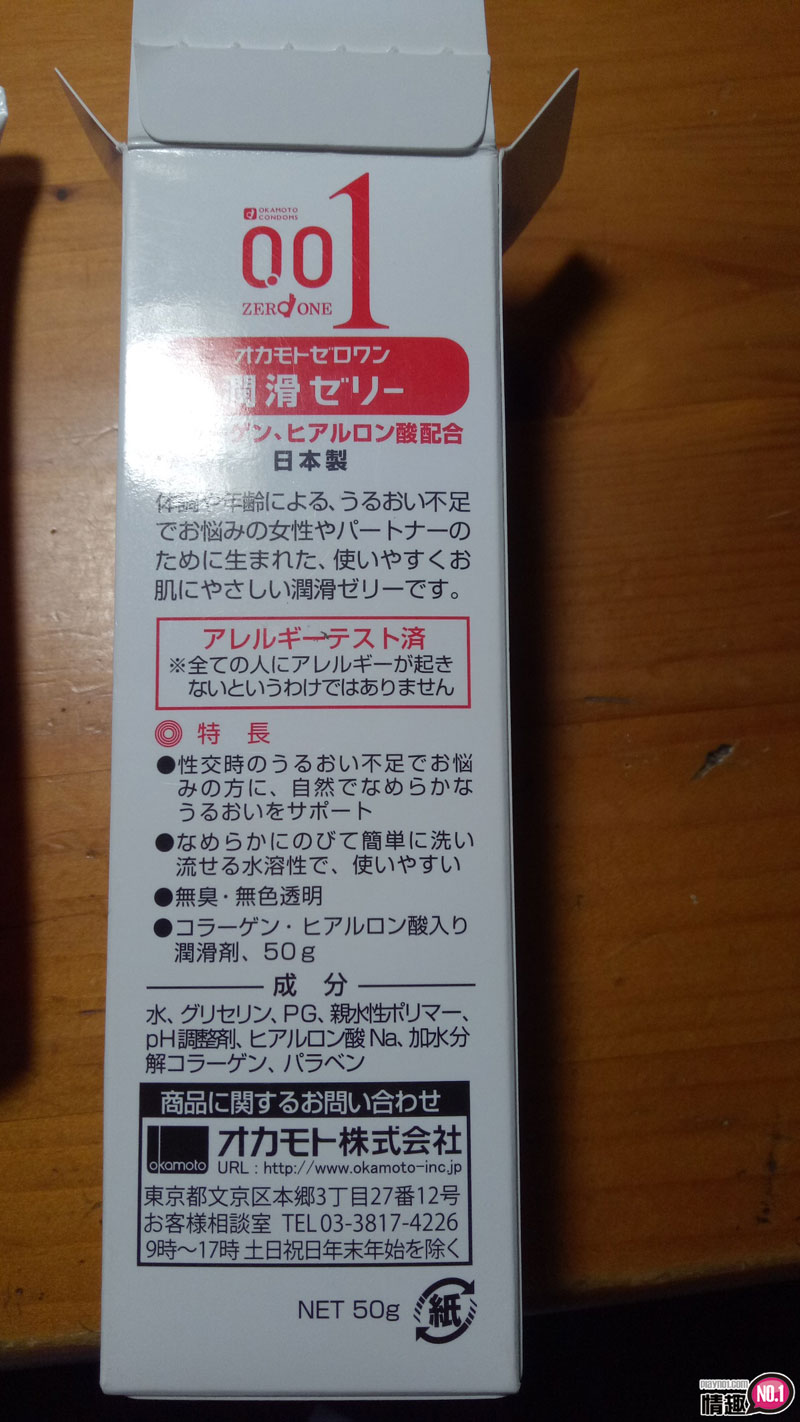 OKAMOTO
CONDOMS
0.01
ZERO ONE
オカモトゼロワン
潤滑ゼリー
ゲン、ヒアルロン酸配合
日本製
体調や年齢による、うるおい不足
でお悩みの女性やパートナーの
ために生まれた、使いやすくお
肌にやさしい潤滑ゼリーです。
アレルギーテスト済
※全ての人にアレルギーが起き
ないというわけではありません
特長
●性交時のうるおい不足でお悩
みの方に、自然でなめらかな
うるおいをサポート
●なめらかにのびて簡単に洗い
流せる水溶性で、使いやすい
●無臭・無色透明
●コラーゲン・ヒアルロン酸入り
潤滑剤、50g
成分
水、グリセリン、PG、親水性ポリマー、
pH調整剤、ヒアルロン酸Na、加水分
解コラーゲン、パラベン
商品に関するお問い合わせ
okamoto
オカモト株式会社
URL : http://www.okamoto-inc.jp
東京都文京区本郷3丁目27番12号
お客様相談室 TEL 03-3817-4226
9時〜17時 土日祝日年末年始を除く
NET 50g
紙
playno1.com
情趣
NO.1